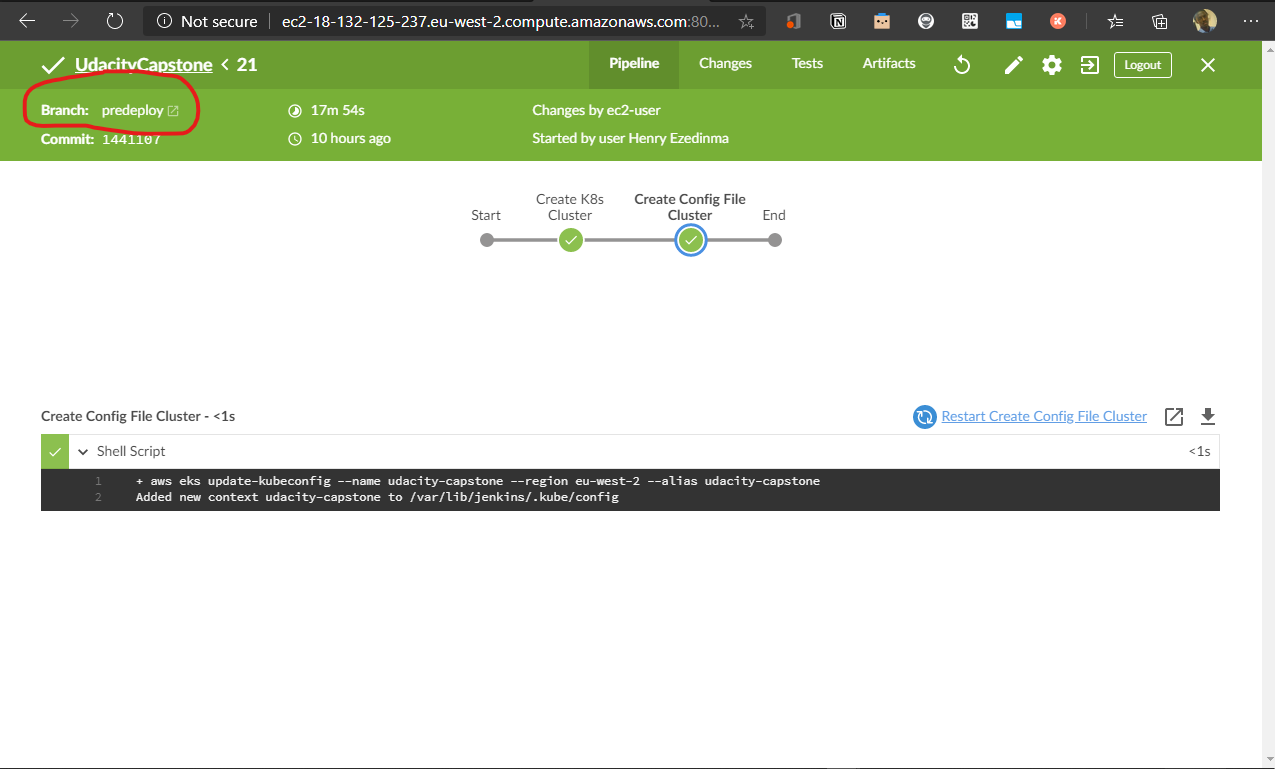 Not secure ec2-18-132-125-237.eu-west-2.compute.amazonaws.com:80...
UdacityCapstone < 21
Pipeline Changes Tests Artifacts Logout
Branch: predeploy 17m 54s Changes by ec2-user
Commit: 1441107 10 hours ago Started by user Henry Ezedinma
Start
Create K8s
Cluster
Create Config File
Cluster
End
Create Config File Cluster - <1s Restart Create Config File Cluster
Shell Script <1s
1 + aws eks update-kubeconfig --name udacity-capstone --region eu-west-2 --alias udacity-capstone
2 Added new context udacity-capstone to /var/lib/jenkins/.kube/config